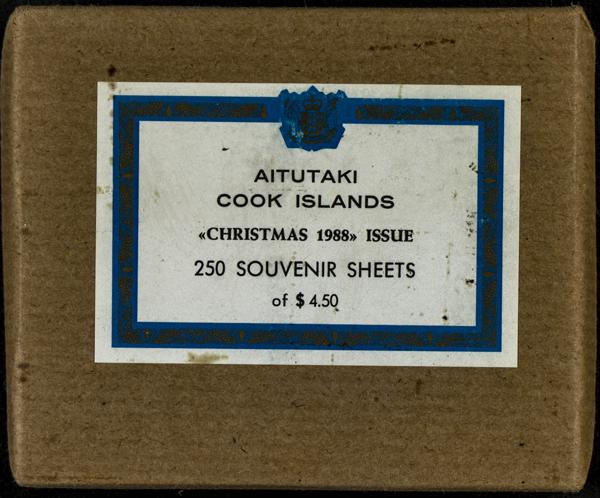 AITUTAKI
COOK ISLANDS
«CHRISTMAS 1988» ISSUE
250 SOUVENIR SHEETS
of $ 4.50